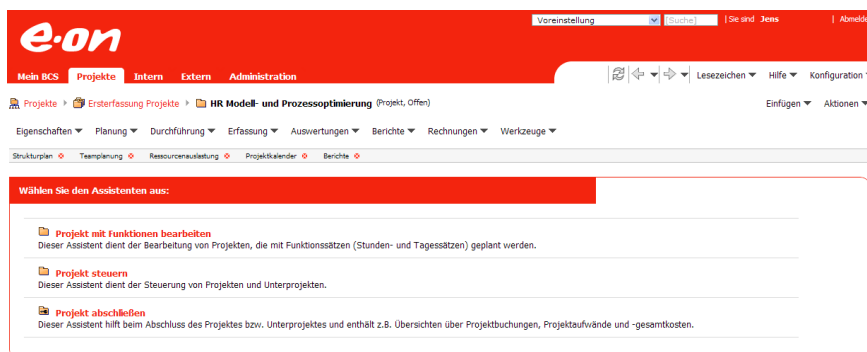 Voreinstellung [Suche] | Sie sind Jens | Abmelde
e·on
Mein BCS Projekte Intern Extern Administration
Lesezeichen Hilfe Konfiguration
Projekte Ersterfassung Projekte HR Modell- und Prozessoptimierung (Projekt, Offen)
Einfügen Aktionen
Eigenschaften Planung Durchführung Erfassung Auswertungen Berichte Rechnungen Werkzeuge
Strukturplan Teamplanung Ressourcenauslastung Projektkalender Berichte
Wählen Sie den Assistenten aus:
Projekt mit Funktionen bearbeiten
Dieser Assistent dient der Bearbeitung von Projekten, die mit Funktionssätzen (Stunden- und Tagessätzen) geplant werden.
Projekt steuern
Dieser Assistent dient der Steuerung von Projekten und Unterprojekten.
Projekt abschließen
Dieser Assistent hilft beim Abschluss des Projektes bzw. Unterprojektes und enthält z.B. Übersichten über Projektbuchungen, Projektaufwände und -gesamtkosten.